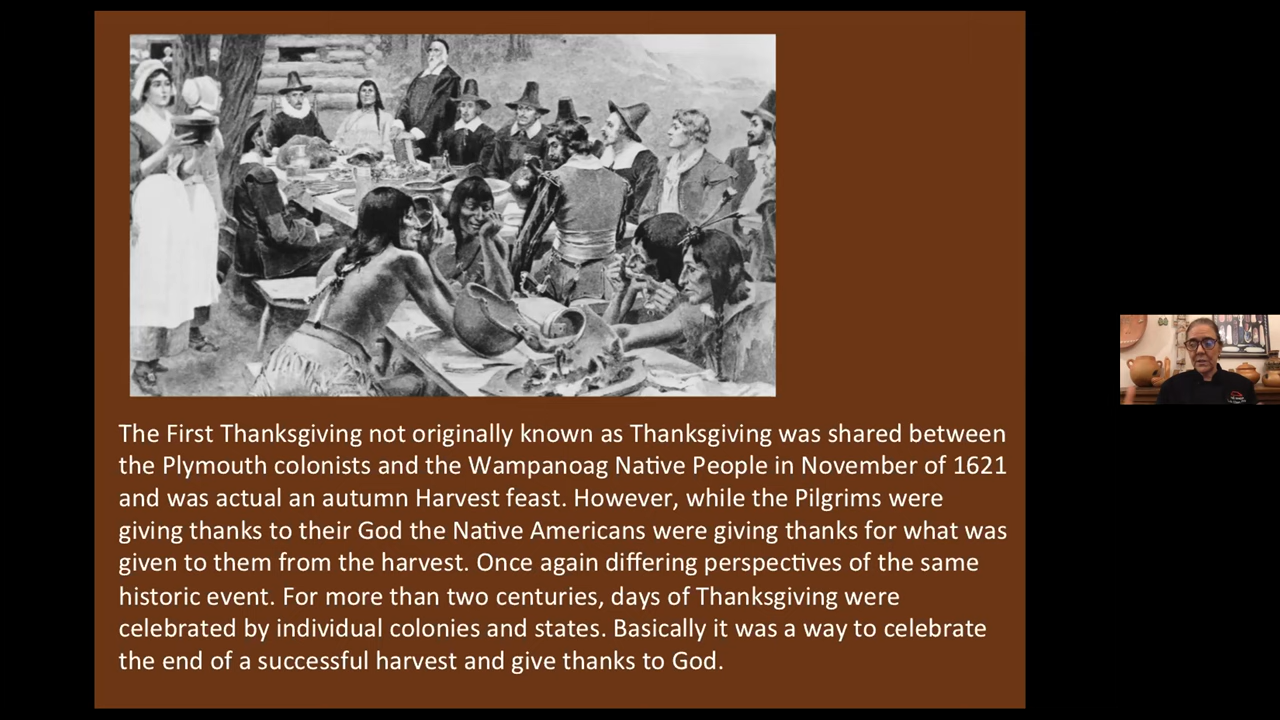 The First Thanksgiving not originally known as Thanksgiving was shared between
the Plymouth colonists and the Wampanoag Native People in November of 1621
and was actual an autumn Harvest feast. However, while the Pilgrims were
giving thanks to their God the Native Americans were giving thanks for what was
given to them from the harvest. Once again differing perspectives of the same
historic event. For more than two centuries, days of Thanksgiving were
celebrated by individual colonies and states. Basically it was a way to celebrate
the end of a successful harvest and give thanks to God.